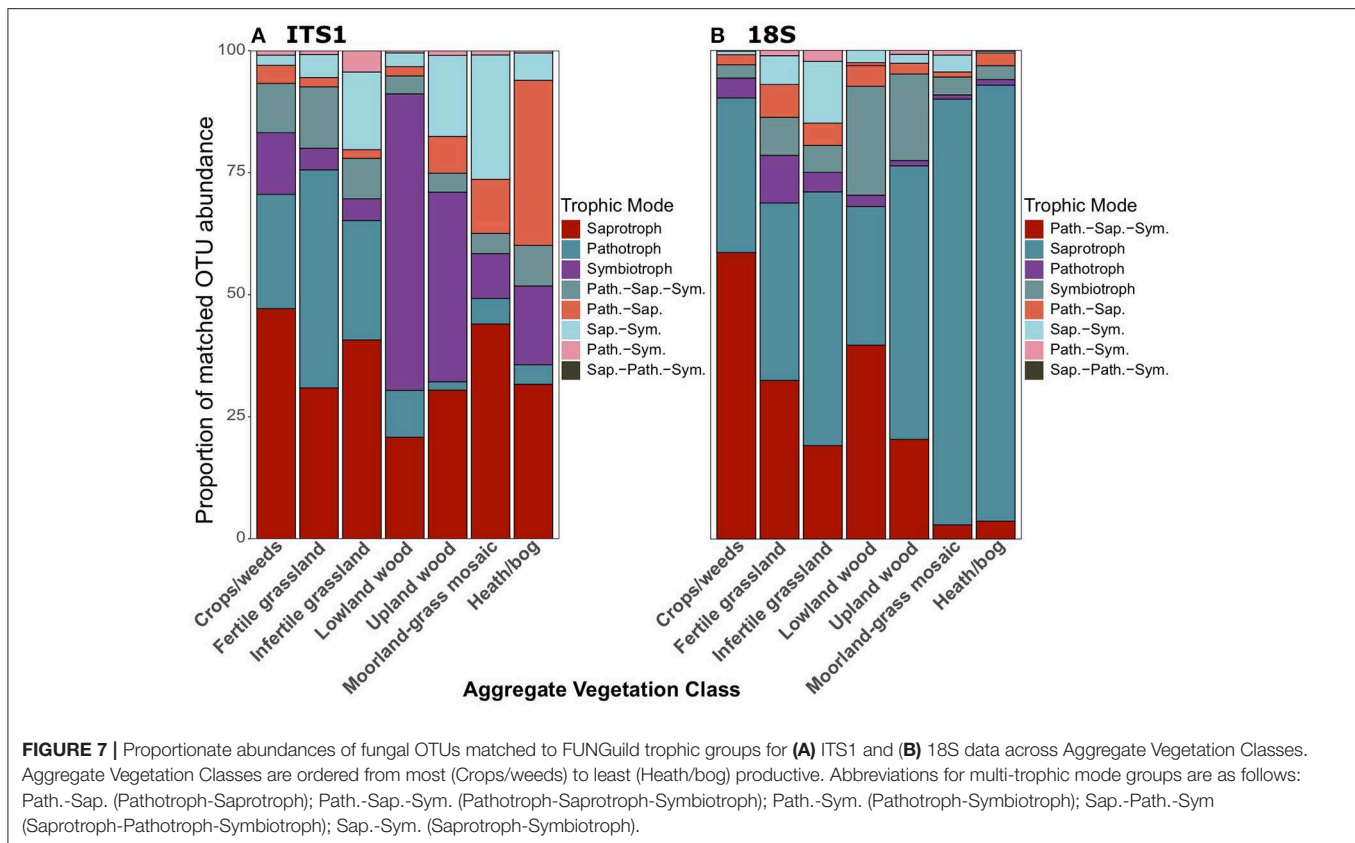 A ITS1
100
75
50
25
0
Proportion of matched OTU abundance
Trophic Mode
Saprotroph
Pathotroph
Symbiotroph
Path.-Sap.-Sym.
Path.-Sap.
Sap.-Sym.
Path.-Sym.
Sap.-Path.-Sym.
Crops/weeds
Fertile grassland
Infertile grassland
Lowland wood
Upland wood
Moorland-grass mosaic
Heath/bog
B 18S
Trophic Mode
Path.-Sap.-Sym.
Saprotroph
Pathotroph
Symbiotroph
Path.-Sap.
Sap.-Sym.
Path.-Sym.
Sap.-Path.-Sym.
Crops/weeds
Fertile grassland
Infertile grassland
Lowland wood
Upland wood
Moorland-grass mosaic
Heath/bog
Aggregate Vegetation Class
FIGURE 7 | Proportionate abundances of fungal OTUs matched to FUNGuild trophic groups for (A) ITS1 and (B) 18S data across Aggregate Vegetation Classes.
Aggregate Vegetation Classes are ordered from most (Crops/weeds) to least (Heath/bog) productive. Abbreviations for multi-trophic mode groups are as follows:
Path.-Sap. (Pathotroph-Saprotroph); Path.-Sap.-Sym. (Pathotroph-Saprotroph-Symbiotroph); Path.-Sym. (Pathotroph-Symbiotroph); Sap.-Path.-Sym
(Saprotroph-Pathotroph-Symbiotroph); Sap.-Sym. (Saprotroph-Symbiotroph).